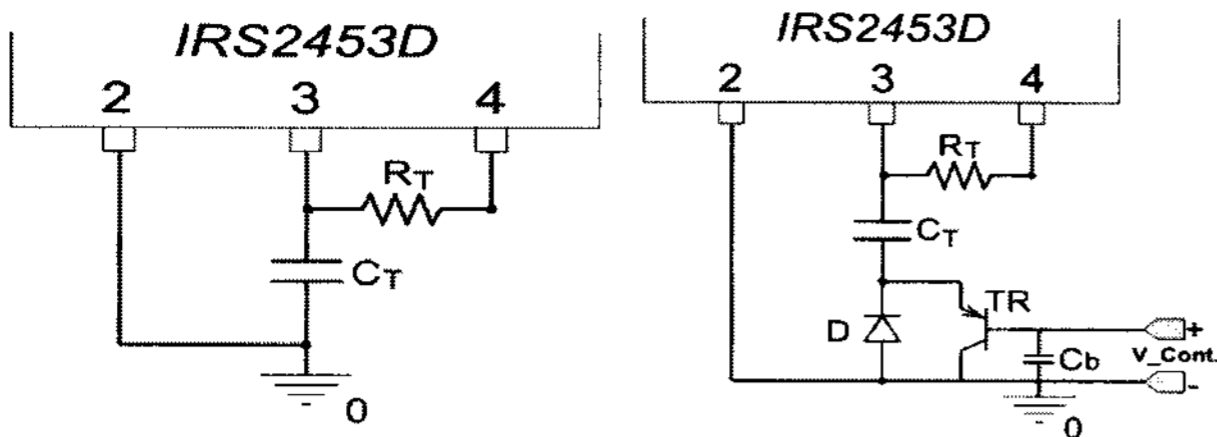 IRS2453D
2 3 4
RT
CT
0
IRS2453D
2 3 4
RT
CT
D
TR
Cb
+
V_Cont.
-
0